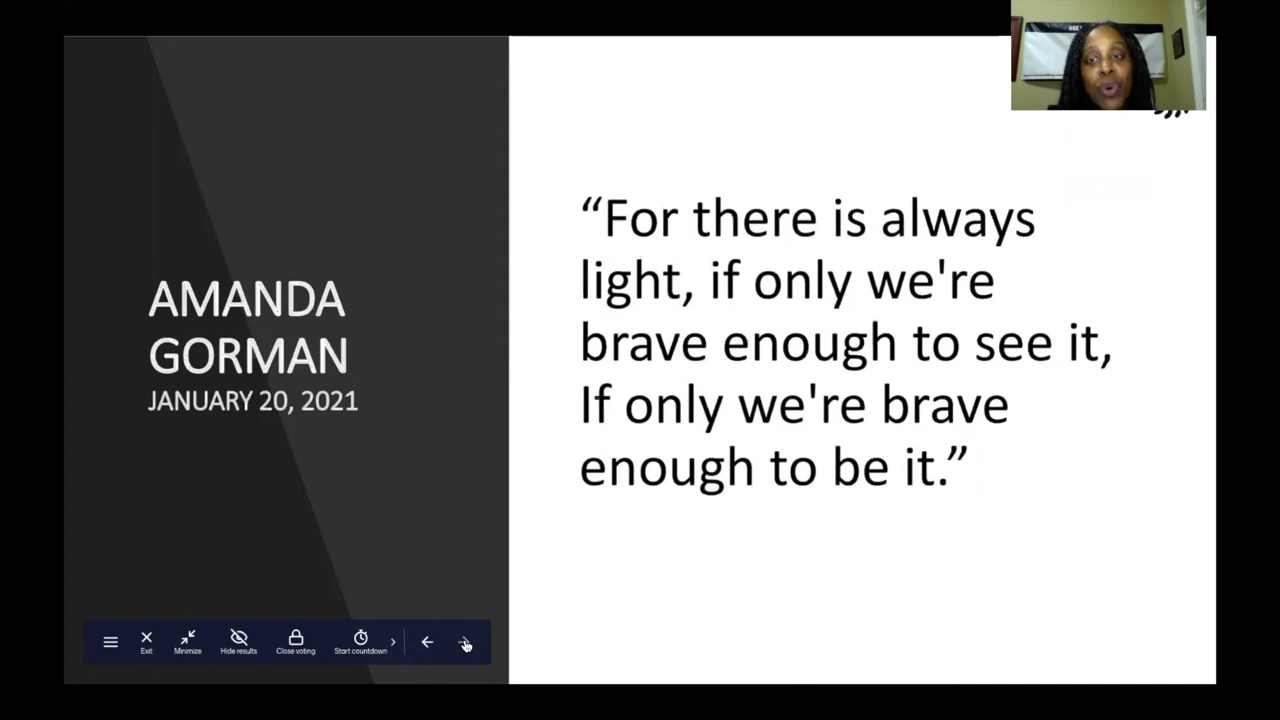 AMANDA
GORMAN
JANUARY 20, 2021
“For there is always
light, if only we're
brave enough to see it,
If only we're brave
enough to be it.”
Exit
Minimize
Hide results
Close voting
Start countdown